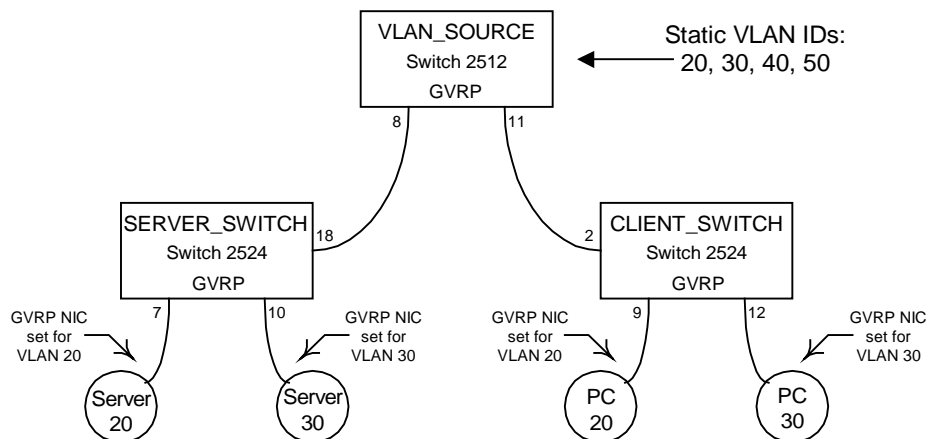 VLAN_SOURCE
Switch 2512
GVRP
Static VLAN IDs:
20, 30, 40, 50
8
11
SERVER_SWITCH
Switch 2524
GVRP
18
2
CLIENT_SWITCH
Switch 2524
GVRP
7
10
9
12
GVRP NIC
set for
VLAN 20
GVRP NIC
set for
VLAN 30
GVRP NIC
set for
VLAN 20
GVRP NIC
set for
VLAN 30
Server
20
Server
30
PC
20
PC
30